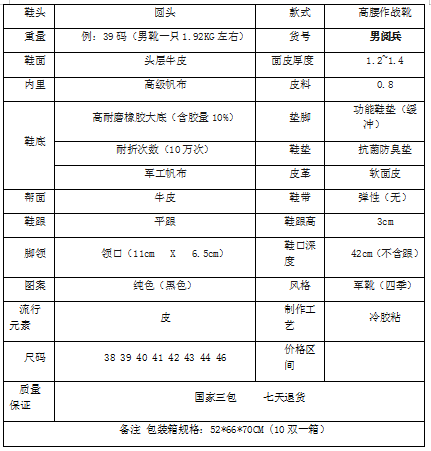 鞋头 圆头 款式 高腰作战靴
重量 例：39码（男靴一只1.92KG左右） 货号 男阅兵
鞋面 头层牛皮 面皮厚度 1.2~1.4
内里 高级帆布 皮料 0.8
鞋底 高耐磨橡胶大底（含胶量10%） 垫脚 功能鞋垫（缓
冲）
耐折次数（10万次） 鞋垫 抗菌防臭垫
军工帆布 皮革 软面皮
帮面 牛皮 鞋带 弹性（无）
鞋跟 平跟 鞋跟高 3cm
脚领 领口（11cm X 6.5cm） 鞋口深
度 42cm（不含跟）
图案 纯色（黑色） 风格 军靴（四季）
流行
元素 皮 制作工
艺 冷胶粘
尺码 38 39 40 41 42 43 44 46 价格区
间
质量
保证 国家三包 七天退货
备注 包装箱规格：52*66*70CM（10双一箱）